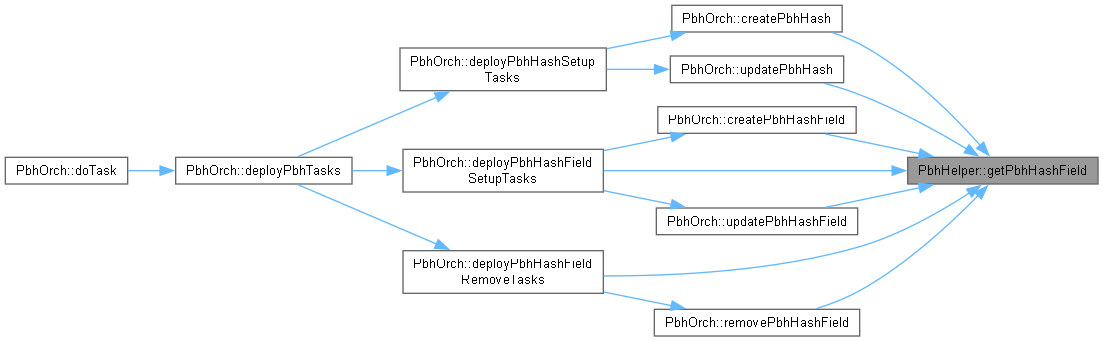 PbhOrch::createPbhHash
PbhOrch::deployPbhHashSetup
Tasks
PbhOrch::updatePbhHash
PbhOrch::createPbhHashField
PbhOrch::doTask
PbhOrch::deployPbhTasks
PbhOrch::deployPbhHashField
SetupTasks
PbhHelper::getPbhHashField
PbhOrch::updatePbhHashField
PbhOrch::deployPbhHashField
RemoveTasks
PbhOrch::removePbhHashField